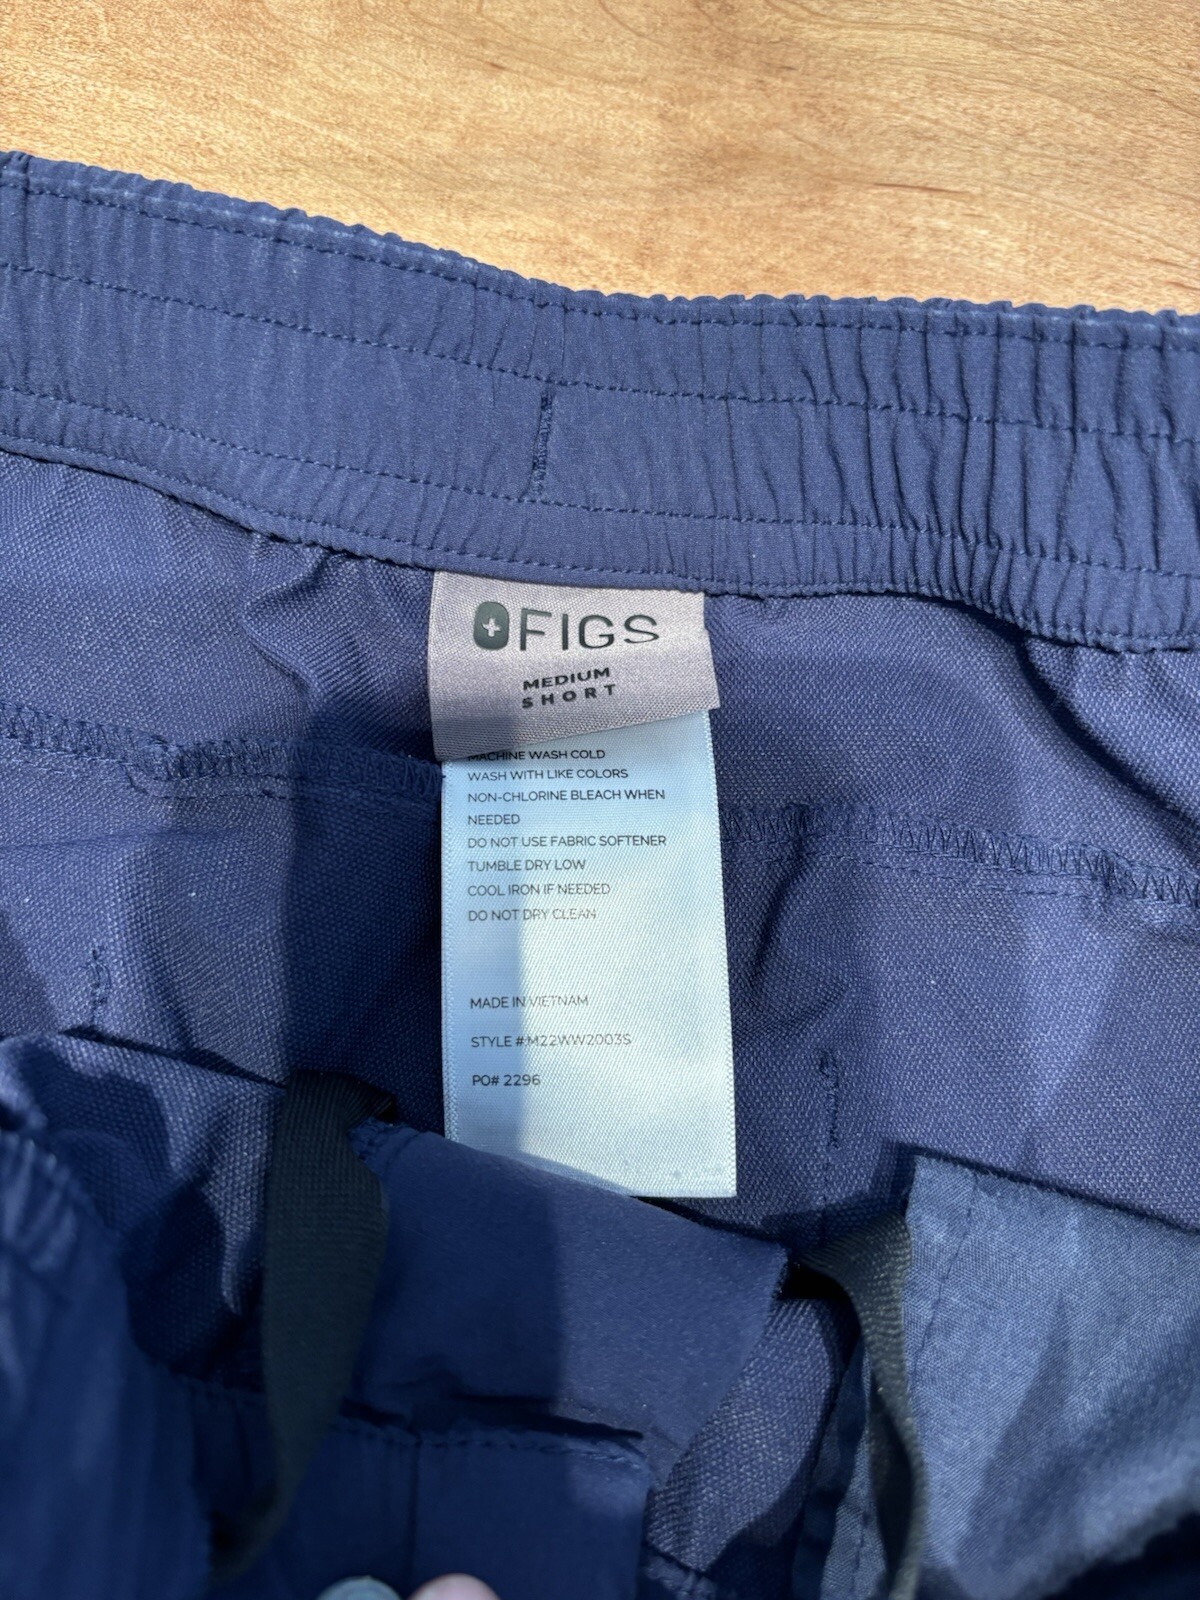 FIGS
MEDIUM
SHORT
MACHINE WASH COLD
WASH WITH LIKE COLORS
NON-CHLORINE BLEACH WHEN
NEEDED
DO NOT USE FABRIC SOFTENER
TUMBLE DRY LOW
COOL IRON IF NEEDED
DO NOT DRY CLEAN
MADE IN VIETNAM
STYLE #:M22WW2003S
PO# 2296